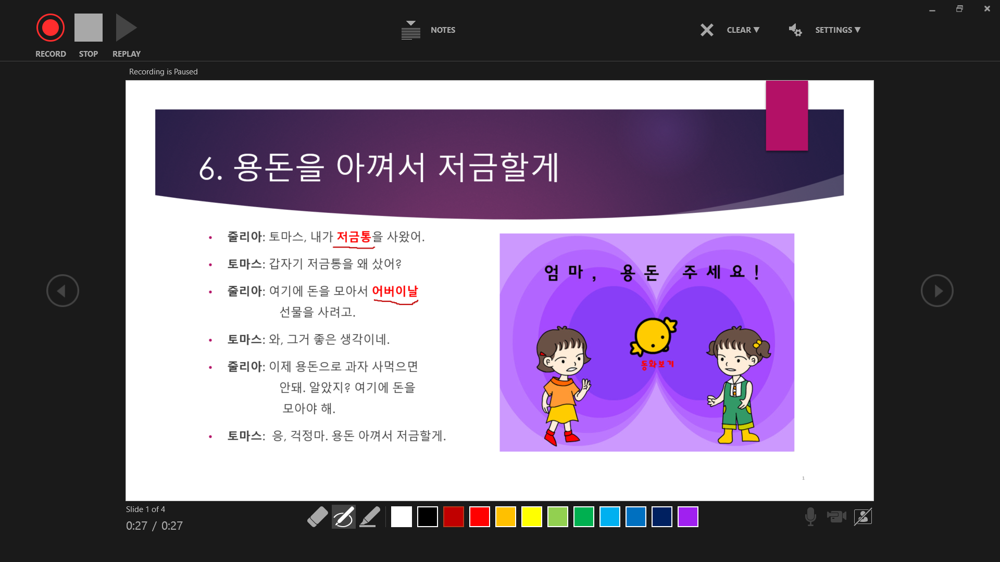 RECORD STOP REPLAY
NOTES
CLEAR ▼
SETTINGS ▼
Recording is Paused
6. 용돈을 아껴서 저금할게
• 줄리아: 토마스, 내가 저금통을 사왔어.
• 토마스: 갑자기 저금통을 왜 샀어?
• 줄리아: 여기에 돈을 모아서 어버이날
선물을 사려고.
• 토마스: 와, 그거 좋은 생각이네.
• 줄리아: 이제 용돈으로 과자 사먹으면
안돼. 알았지? 여기에 돈을
모아야 해.
• 토마스: 응, 걱정마. 용돈 아껴서 저금할게.
엄마, 용돈 주세요!
동화보기
1
Slide 1 of 4
0:27 / 0:27